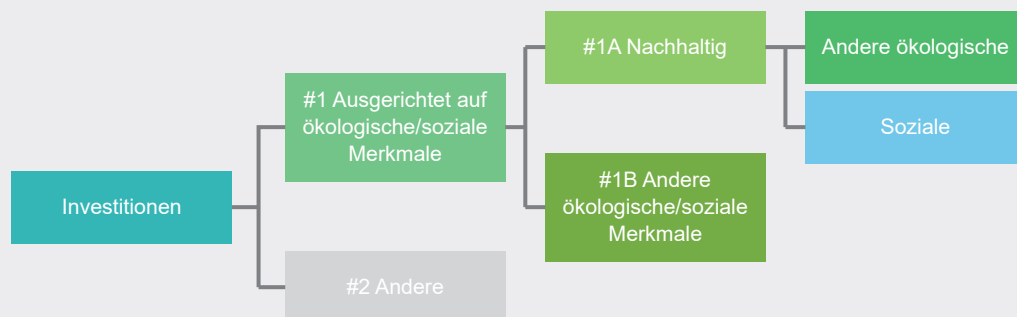 Investitionen
#1 Ausgerichtet auf
ökologische/soziale
Merkmale
#2 Andere
#1A Nachhaltig
#1B Andere
ökologische/soziale
Merkmale
Andere ökologische
Soziale